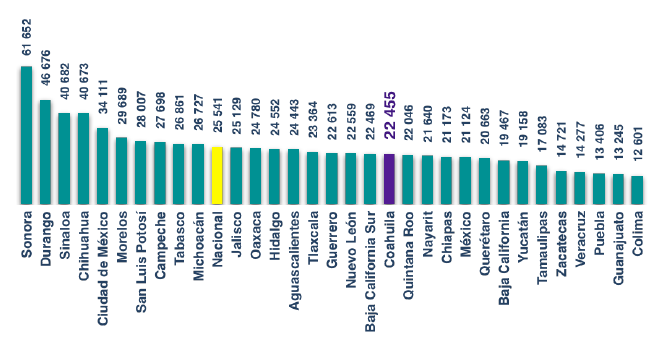 61 652
46 676
40 682
40 673
34 111
29 689
28 007
27 698
26 861
26 727
25 541
25 129
24 780
24 552
24 443
23 364
22 613
22 559
22 469
22 455
22 046
21 640
21 173
21 124
20 663
19 467
19 158
17 083
14 721
14 277
13 406
13 245
12 601
Sonora
Durango
Sinaloa
Chihuahua
Ciudad de México
Morelos
San Luis Potosí
Campeche
Tabasco
Michoacán
Nacional
Jalisco
Oaxaca
Hidalgo
Aguascalientes
Tlaxcala
Guerrero
Nuevo León
Baja California Sur
Coahuila
Quintana Roo
Nayarit
Chiapas
México
Querétaro
Baja California
Yucatán
Tamaulipas
Zacatecas
Veracruz
Puebla
Guanajuato
Colima